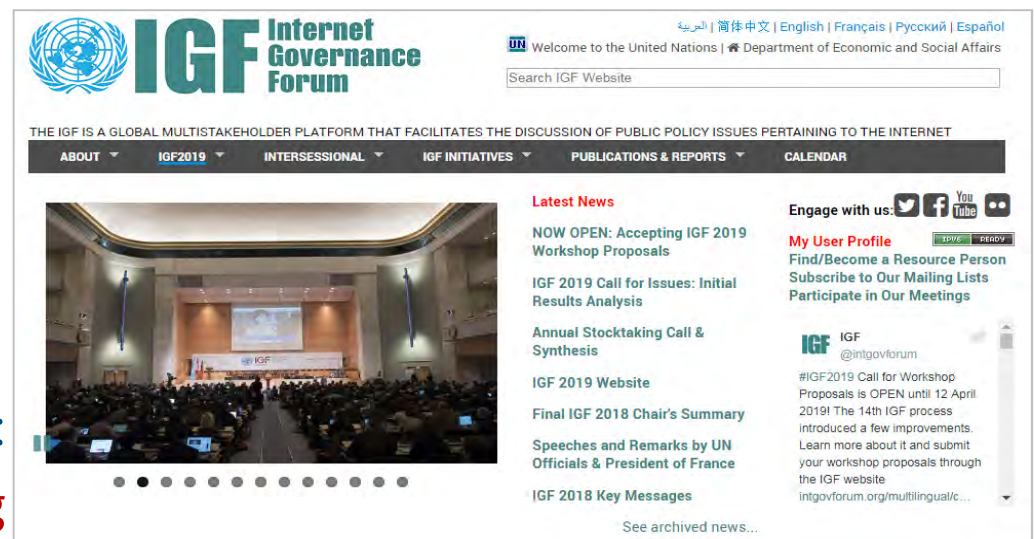 IGF Internet
Governance
Forum
العربية | 简体中文 | English | Français | Русский | Español
UN Welcome to the United Nations | Department of Economic and Social Affairs
Search IGF Website
THE IGF IS A GLOBAL MULTISTAKEHOLDER PLATFORM THAT FACILITATES THE DISCUSSION OF PUBLIC POLICY ISSUES PERTAINING TO THE INTERNET
ABOUT IGF2019 INTERSESSIONAL IGF INITIATIVES PUBLICATIONS & REPORTS CALENDAR
IGF
Latest News
NOW OPEN: Accepting IGF 2019
Workshop Proposals
IGF 2019 Call for Issues: Initial
Results Analysis
Annual Stocktaking Call &
Synthesis
IGF 2019 Website
Final IGF 2018 Chair's Summary
Speeches and Remarks by UN
Officials & President of France
IGF 2018 Key Messages
See archived news...
Engage with us: You Tube
My User Profile IPV6 READY
Find/Become a Resource Person
Subscribe to Our Mailing Lists
Participate in Our Meetings
IGF IGF
@intgovforum
#IGF2019 Call for Workshop
Proposals is OPEN until 12 April
2019! The 14th IGF process
introduced a few improvements.
Learn more about it and submit
your workshop proposals through
the IGF website
intgovforum.org/multilingual/c...
g